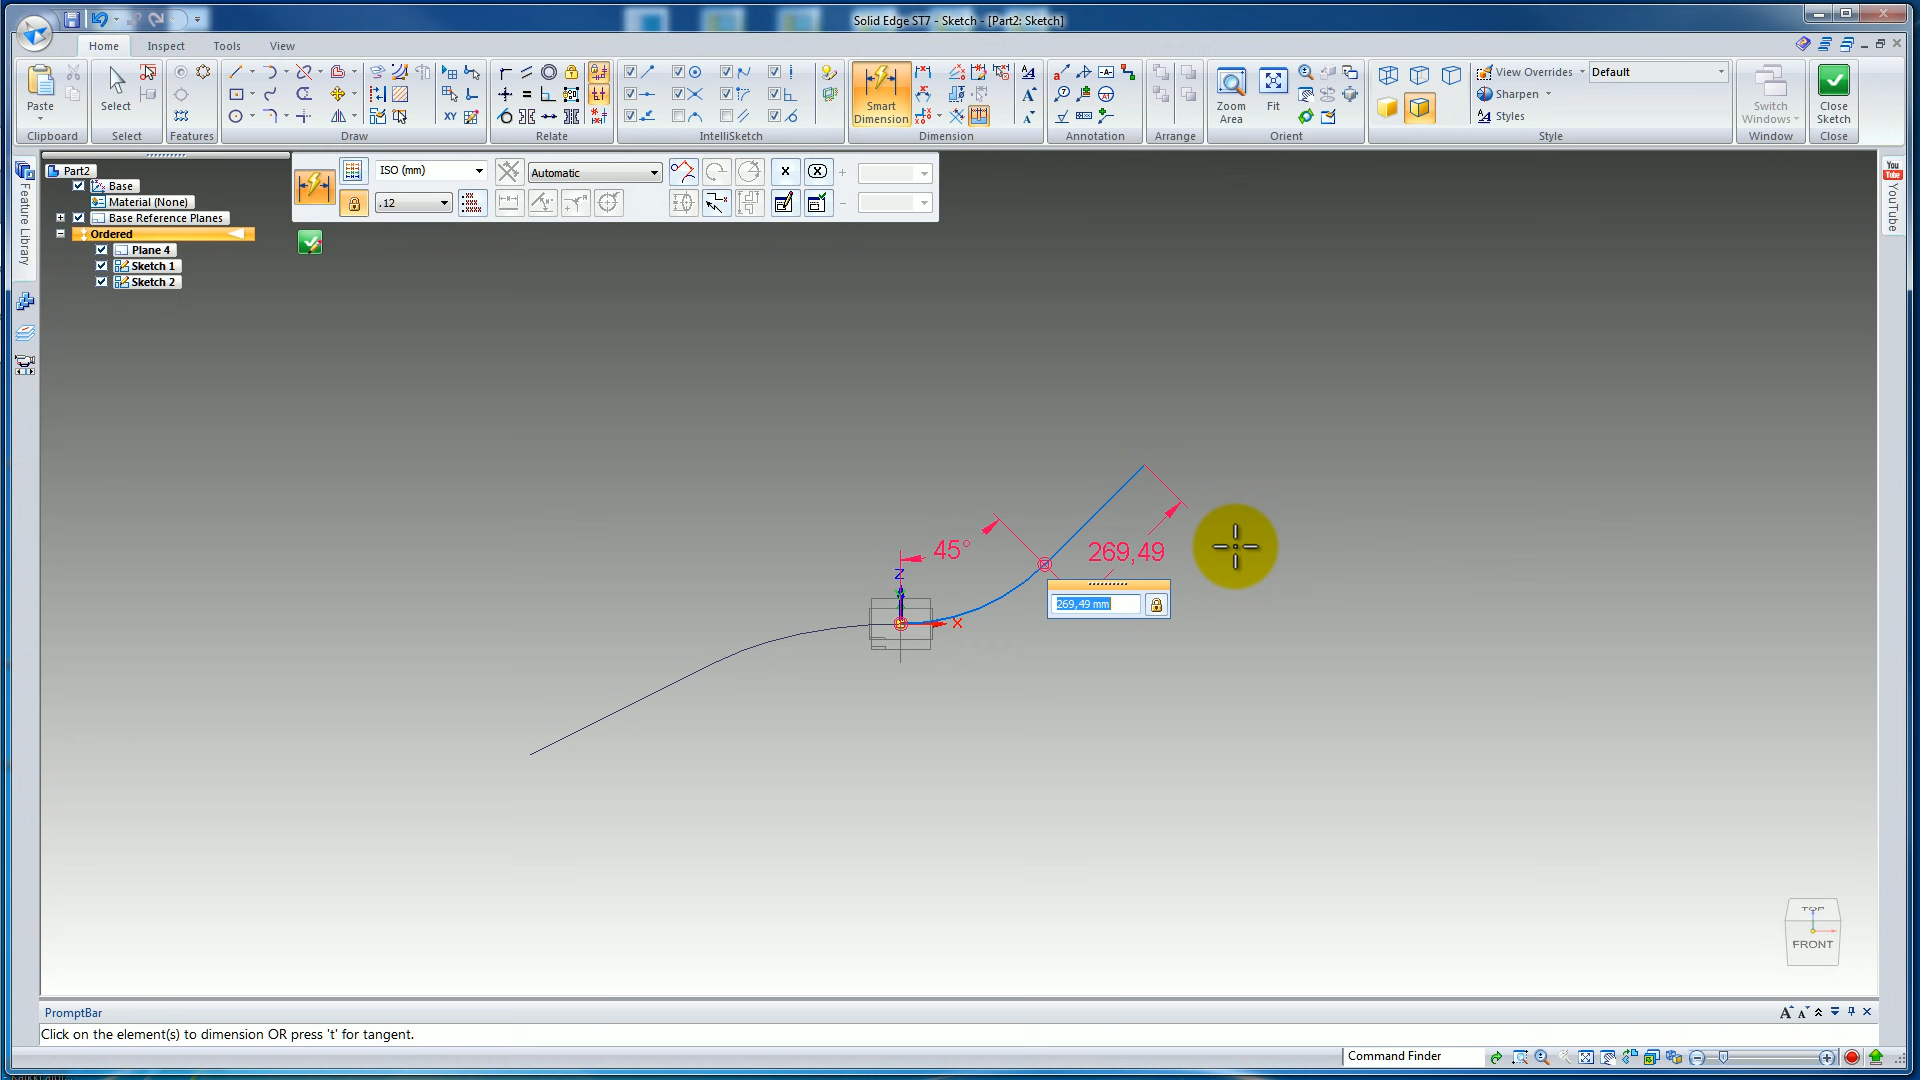 Solid Edge ST7 - Sketch - [Part2: Sketch]
Home Inspect Tools View
Paste
Select
Smart Dimension
Zoom Area
Fit
View Overrides
Default
Sharpen
Styles
Switch Windows
Close Sketch
Clipboard Select Features Draw Relate IntelliSketch Dimension Annotation Arrange Orient Style Window Close
ISO (mm)
Automatic
.12
Part2
Base
Material (None)
Base Reference Planes
Ordered
Plane 4
Sketch 1
Sketch 2
Feature Library
You Tube
YouTube
45°
269,49
269,49 mm
Z
X
TOP
FRONT
PromptBar
Click on the element(s) to dimension OR press 't' for tangent.
Command Finder